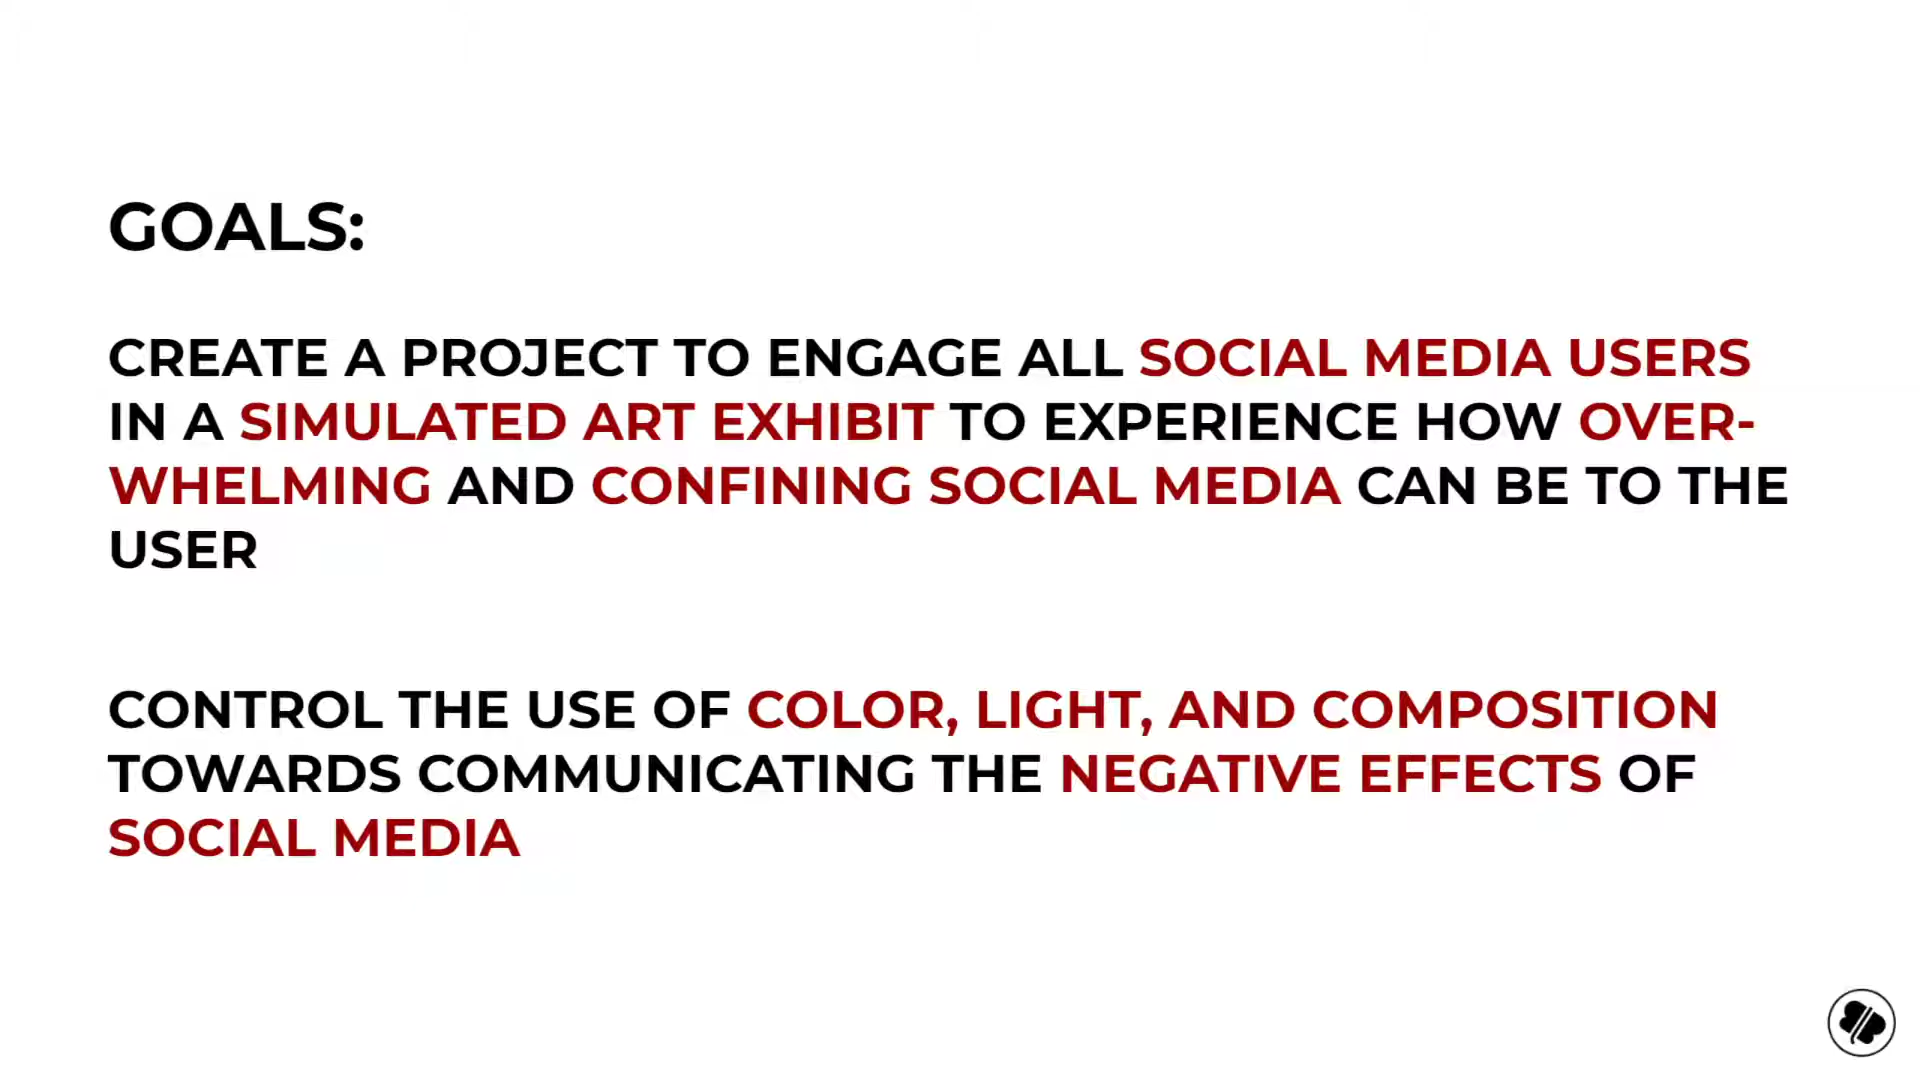 GOALS:
CREATE A PROJECT TO ENGAGE ALL SOCIAL MEDIA USERS
IN A SIMULATED ART EXHIBIT TO EXPERIENCE HOW OVER-
WHELMING AND CONFINING SOCIAL MEDIA CAN BE TO THE
USER
CONTROL THE USE OF COLOR, LIGHT, AND COMPOSITION
TOWARDS COMMUNICATING THE NEGATIVE EFFECTS OF
SOCIAL MEDIA